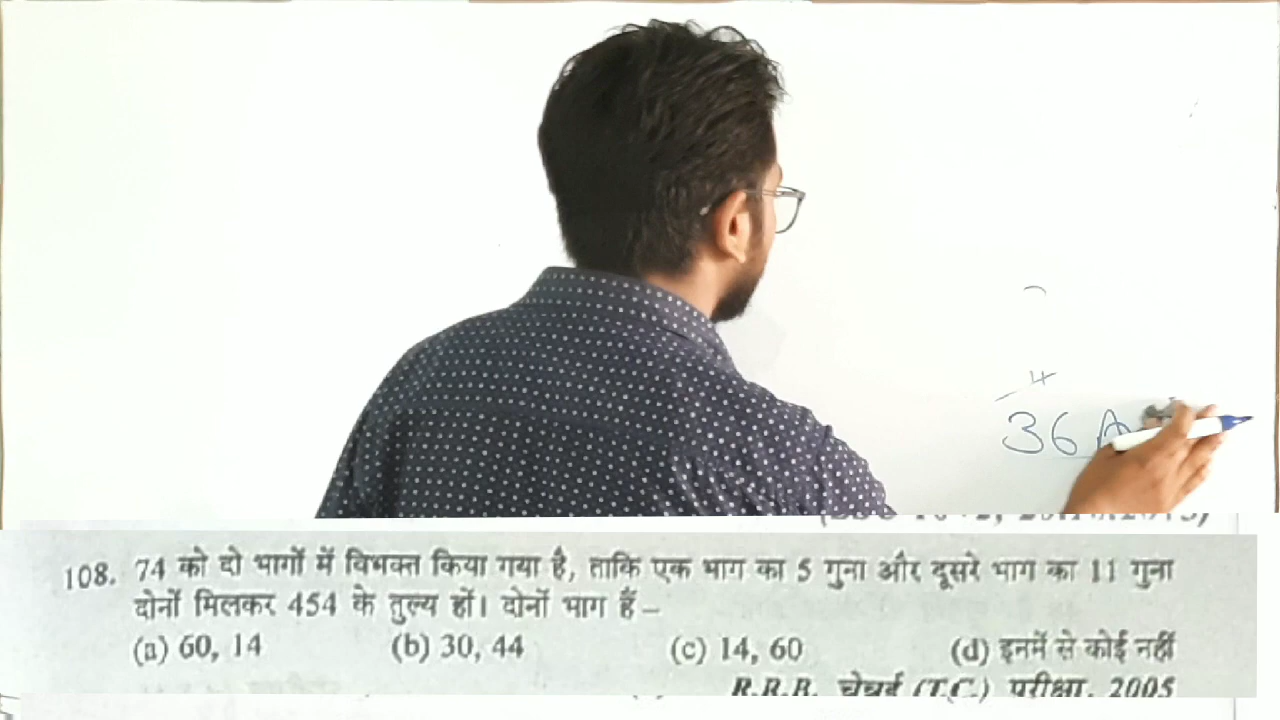 4
36 A
108. 74 को दो भागों में विभक्त किया गया है, ताकि एक भाग का 5 गुना और दूसरे भाग का 11 गुना
दोनों मिलकर 454 के तुल्य हों। दोनों भाग हैं –
(a) 60, 14 (b) 30, 44 (c) 14, 60 (d) इनमें से कोई नहीं
R.R.B. (T.C.) परीक्षा, 2005